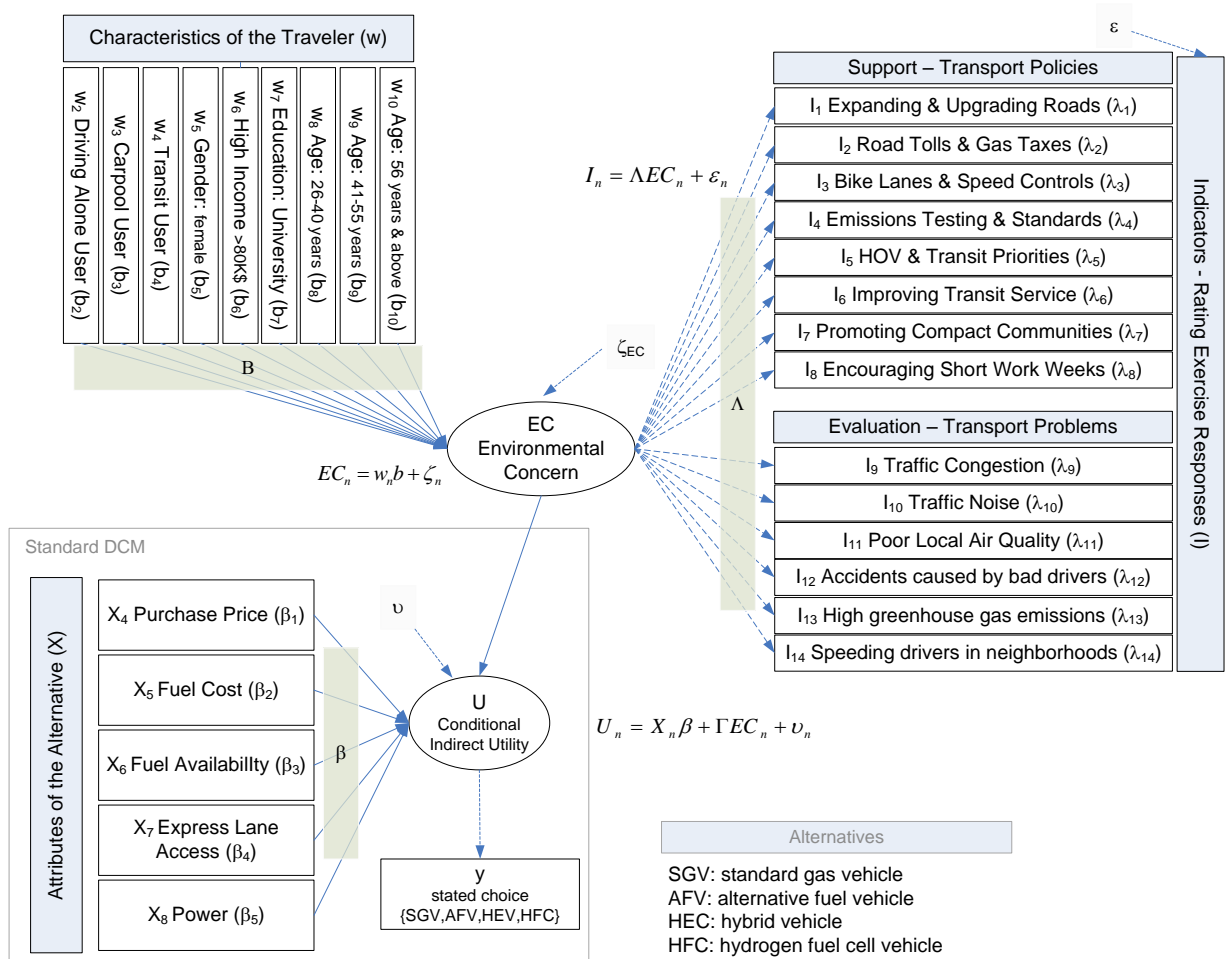 Characteristics of the Traveler (w)
w₂ Driving Alone User (b₂)
w₃ Carpool User (b₃)
w₄ Transit User (b₄)
w₅ Gender: female (b₅)
w₆ High Income >80K$ (b₆)
w₇ Education: University (b₇)
w₈ Age: 26-40 years (b₈)
w₉ Age: 41-55 years (b₉)
w₁₀ Age: 56 years & above (b₁₀)
B
EC
Environmental
Concern
ζEC
ECₙ = wₙb + ζₙ
Iₙ = ΛECₙ + εₙ
Λ
ε
Support – Transport Policies
I₁ Expanding & Upgrading Roads (λ₁)
I₂ Road Tolls & Gas Taxes (λ₂)
I₃ Bike Lanes & Speed Controls (λ₃)
I₄ Emissions Testing & Standards (λ₄)
I₅ HOV & Transit Priorities (λ₅)
I₆ Improving Transit Service (λ₆)
I₇ Promoting Compact Communities (λ₇)
I₈ Encouraging Short Work Weeks (λ₈)
Evaluation – Transport Problems
I₉ Traffic Congestion (λ₉)
I₁₀ Traffic Noise (λ₁₀)
I₁₁ Poor Local Air Quality (λ₁₁)
I₁₂ Accidents caused by bad drivers (λ₁₂)
I₁₃ High greenhouse gas emissions (λ₁₃)
I₁₄ Speeding drivers in neighborhoods (λ₁₄)
Indicators - Rating Exercise Responses (I)
Standard DCM
Attributes of the Alternative (X)
X₄ Purchase Price (β₁)
X₅ Fuel Cost (β₂)
X₆ Fuel AvailabIlIty (β₃)
X₇ Express Lane
Access (β₄)
X₈ Power (β₅)
β
υ
U
Conditional
Indirect Utility
Uₙ = Xₙβ + ΓECₙ + υₙ
y
stated choice
{SGV,AFV,HEV,HFC}
Alternatives
SGV: standard gas vehicle
AFV: alternative fuel vehicle
HEC: hybrid vehicle
HFC: hydrogen fuel cell vehicle